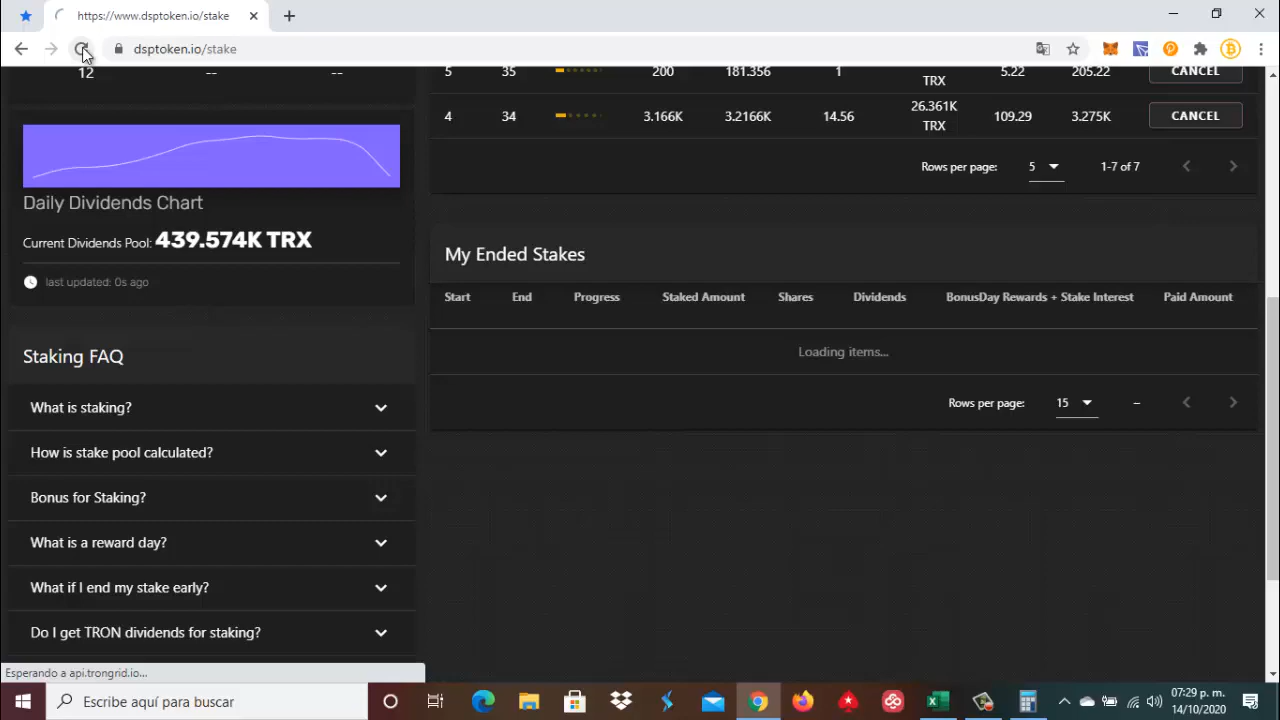 https://www.dsptoken.io/stake
dsptoken.io/stake
12 -- --
5 35 200 181.356 1 TRX 5.22 205.22 CANCEL
4 34 3.166K 3.2166K 14.56 26.361K TRX 109.29 3.275K CANCEL
Rows per page: 5 1-7 of 7
Daily Dividends Chart
Current Dividends Pool: 439.574K TRX
last updated: 0s ago
My Ended Stakes
Start End Progress Staked Amount Shares Dividends BonusDay Rewards + Stake Interest Paid Amount
Loading items...
Rows per page: 15 –
Staking FAQ
What is staking?
How is stake pool calculated?
Bonus for Staking?
What is a reward day?
What if I end my stake early?
Do I get TRON dividends for staking?
Esperando a api.trongrid.io...
Escribe aquí para buscar
07:29 p. m.
14/10/2020